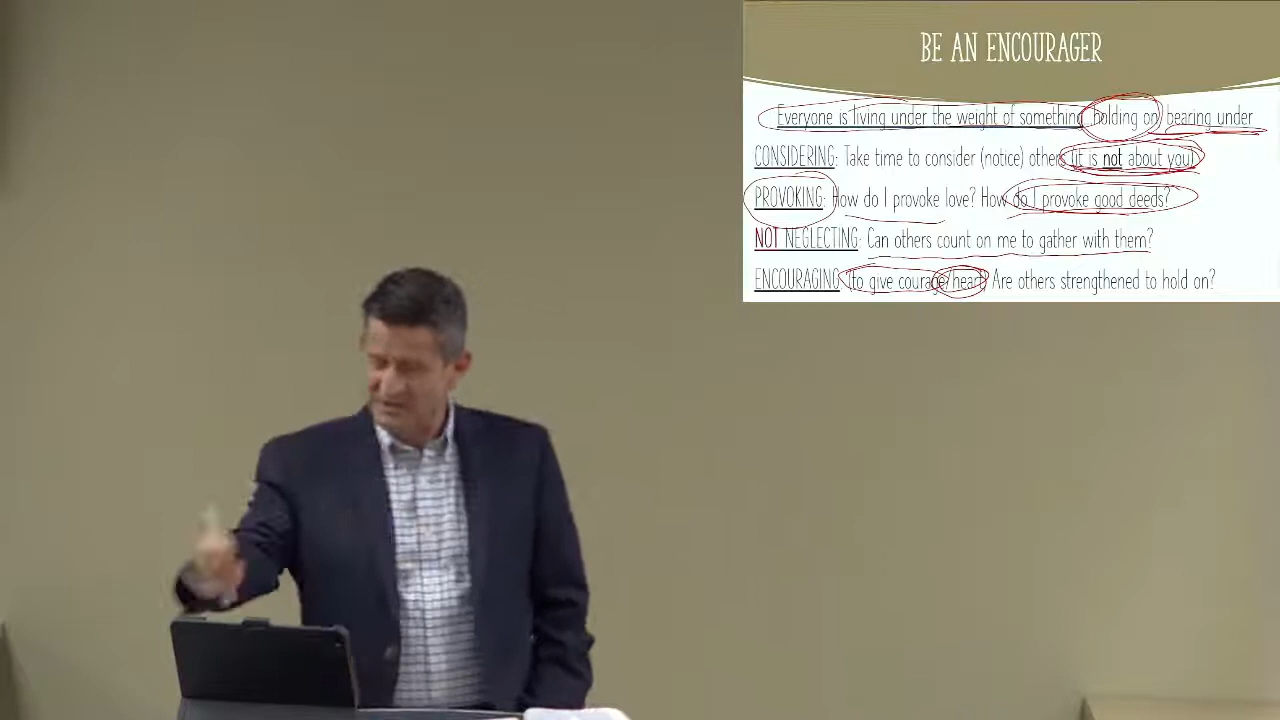 BE AN ENCOURAGER
Everyone is living under the weight of something holding on, bearing under
CONSIDERING: Take time to consider (notice) others (it is not about you)
PROVOKING: How do I provoke love? How do I provoke good deeds?
NOT NEGLECTING: Can others count on me to gather with them?
ENCOURAGING "to give courage/heart" Are others strengthened to hold on?